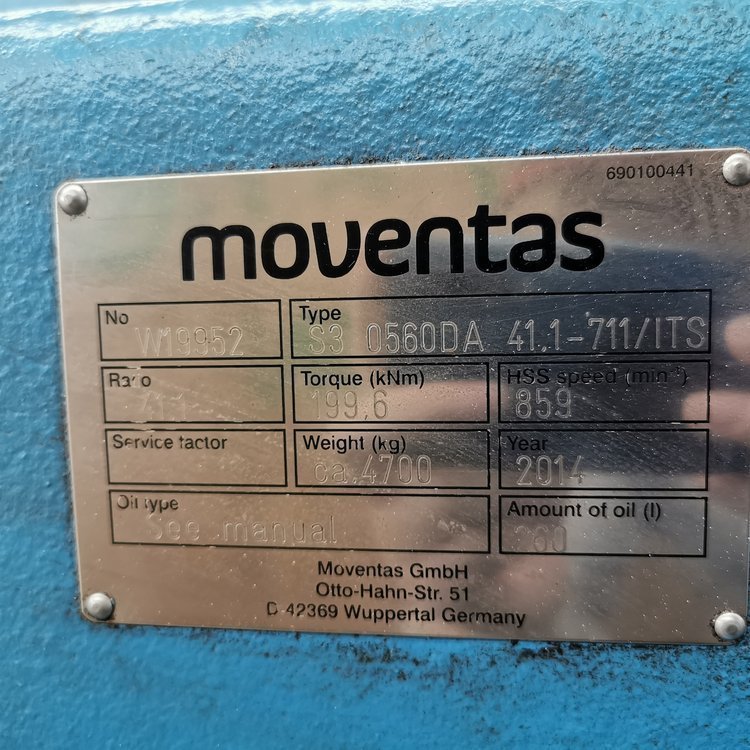 690100441
moventas
No W19952
Type S3 0560DA 41.1-711/ITS
Ratio 41.1
Torque (kNm) 199,6
HSS speed (min⁻¹) 859
Service factor
Weight (kg) ca.4700
Year 2014
Oil type See manual
Amount of oil (l)
Moventas GmbH
Otto-Hahn-Str. 51
D-42369 Wuppertal Germany